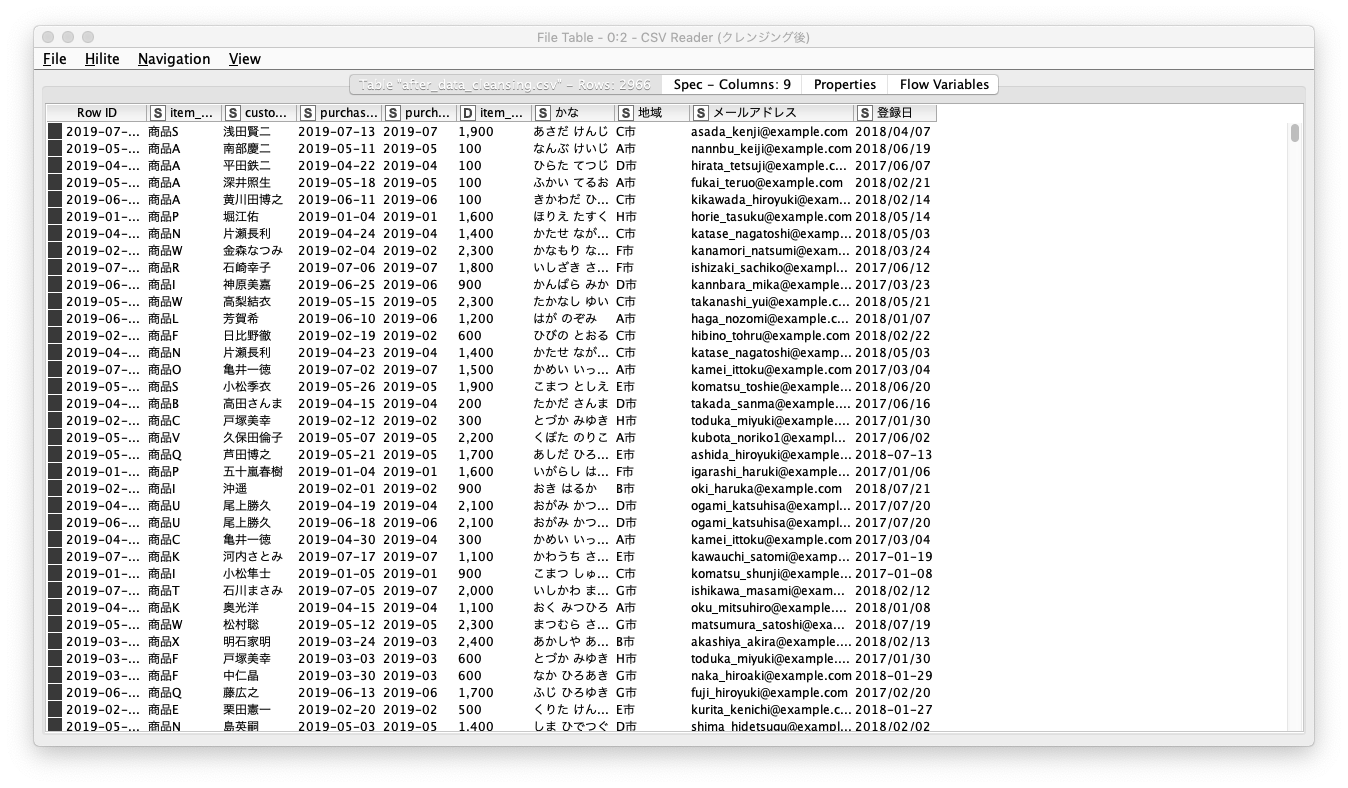 File Table - 0:2 - CSV Reader (クレンジング後)
File Hilite Navigation View
Table "after_data_cleansing.csv" – Rows: 2966 Spec – Columns: 9 Properties Flow Variables
Row ID S item_... S custo... S purchas... S purch... D item_... S かな S 地域 S メールアドレス S 登録日
2019-07-... 商品S 浅田賢二 2019-07-13 2019-07 1,900 あさだ けんじ C市 asada_kenji@example.com 2018/04/07
2019-05-... 商品A 南部慶二 2019-05-11 2019-05 100 なんぶ けいじ A市 nannbu_keiji@example.com 2018/06/19
2019-04-... 商品A 平田鉄二 2019-04-22 2019-04 100 ひらた てつじ D市 hirata_tetsuji@example.c... 2017/06/07
2019-05-... 商品A 深井照生 2019-05-18 2019-05 100 ふかい てるお A市 fukai_teruo@example.com 2018/02/21
2019-06-... 商品A 黄川田博之 2019-06-11 2019-06 100 きかわだ ひ... C市 kikawada_hiroyuki@exam... 2018/02/14
2019-01-... 商品P 堀江佑 2019-01-04 2019-01 1,600 ほりえ たすく H市 horie_tasuku@example.com 2018/05/14
2019-04-... 商品N 片瀬長利 2019-04-24 2019-04 1,400 かたせ なが... C市 katase_nagatoshi@examp... 2018/05/03
2019-02-... 商品W 金森なつみ 2019-02-04 2019-02 2,300 かなもり な... F市 kanamori_natsumi@exam... 2018/03/24
2019-07-... 商品R 石崎幸子 2019-07-06 2019-07 1,800 いしざき さ... F市 ishizaki_sachiko@exampl... 2017/06/12
2019-06-... 商品I 神原美嘉 2019-06-25 2019-06 900 かんばら みか D市 kannbara_mika@example... 2017/03/23
2019-05-... 商品W 高梨結衣 2019-05-15 2019-05 2,300 たかなし ゆい C市 takanashi_yui@example.c... 2018/05/21
2019-06-... 商品L 芳賀希 2019-06-10 2019-06 1,200 はが のぞみ A市 haga_nozomi@example.c... 2018/01/07
2019-02-... 商品F 日比野徹 2019-02-19 2019-02 600 ひびの とおる C市 hibino_tohru@example.com 2018/02/22
2019-04-... 商品N 片瀬長利 2019-04-23 2019-04 1,400 かたせ なが... C市 katase_nagatoshi@examp... 2018/05/03
2019-07-... 商品O 亀井一徳 2019-07-02 2019-07 1,500 かめい いっ... A市 kamei_ittoku@example.com 2017/03/04
2019-05-... 商品S 小松季衣 2019-05-26 2019-05 1,900 こまつ としえ E市 komatsu_toshie@example... 2018/06/20
2019-04-... 商品B 高田さんま 2019-04-15 2019-04 200 たかだ さんま D市 takada_sanma@example.... 2017/06/16
2019-02-... 商品C 戸塚美幸 2019-02-12 2019-02 300 とづか みゆき H市 toduka_miyuki@example.... 2017/01/30
2019-05-... 商品V 久保田倫子 2019-05-07 2019-05 2,200 くぼた のりこ A市 kubota_noriko1@exampl... 2017/06/02
2019-05-... 商品Q 芦田博之 2019-05-21 2019-05 1,700 あしだ ひろ... E市 ashida_hiroyuki@example... 2018-07-13
2019-01-... 商品P 五十嵐春樹 2019-01-04 2019-01 1,600 いがらし は... F市 igarashi_haruki@example... 2017/01/06
2019-02-... 商品I 沖遥 2019-02-01 2019-02 900 おき はるか B市 oki_haruka@example.com 2018/07/21
2019-04-... 商品U 尾上勝久 2019-04-19 2019-04 2,100 おがみ かつ... D市 ogami_katsuhisa@exampl... 2017/07/20
2019-06-... 商品U 尾上勝久 2019-06-18 2019-06 2,100 おがみ かつ... D市 ogami_katsuhisa@exampl... 2017/07/20
2019-04-... 商品C 亀井一徳 2019-04-30 2019-04 300 かめい いっ... A市 kamei_ittoku@example.com 2017/03/04
2019-07-... 商品K 河内さとみ 2019-07-17 2019-07 1,100 かわうち さ... E市 kawauchi_satomi@examp... 2017-01-19
2019-01-... 商品I 小松隼士 2019-01-05 2019-01 900 こまつ しゅ... C市 komatsu_shunji@example... 2017-01-08
2019-07-... 商品T 石川まさみ 2019-07-05 2019-07 2,000 いしかわ ま... G市 ishikawa_masami@exam... 2018/02/12
2019-04-... 商品K 奥光洋 2019-04-15 2019-04 1,100 おく みつひろ A市 oku_mitsuhiro@example.... 2018/01/08
2019-05-... 商品W 松村聡 2019-05-12 2019-05 2,300 まつむら さ... G市 matsumura_satoshi@exa... 2018/07/19
2019-03-... 商品X 明石家明 2019-03-24 2019-03 2,400 あかしや あ... B市 akashiya_akira@example... 2018/02/13
2019-03-... 商品F 戸塚美幸 2019-03-03 2019-03 600 とづか みゆき H市 toduka_miyuki@example.... 2017/01/30
2019-03-... 商品F 中仁晶 2019-03-30 2019-03 600 なか ひろあき G市 naka_hiroaki@example.com 2018-01-29
2019-06-... 商品Q 藤広之 2019-06-13 2019-06 1,700 ふじ ひろゆき G市 fuji_hiroyuki@example.com 2017/02/20
2019-02-... 商品E 栗田憲一 2019-02-20 2019-02 500 くりた けん... E市 kurita_kenichi@example.c... 2018-01-27
2019-05-... 商品N 島英嗣 2019-05-03 2019-05 1,400 しま ひでつぐ D市 shima_hidetsugu@exampl... 2018/02/02